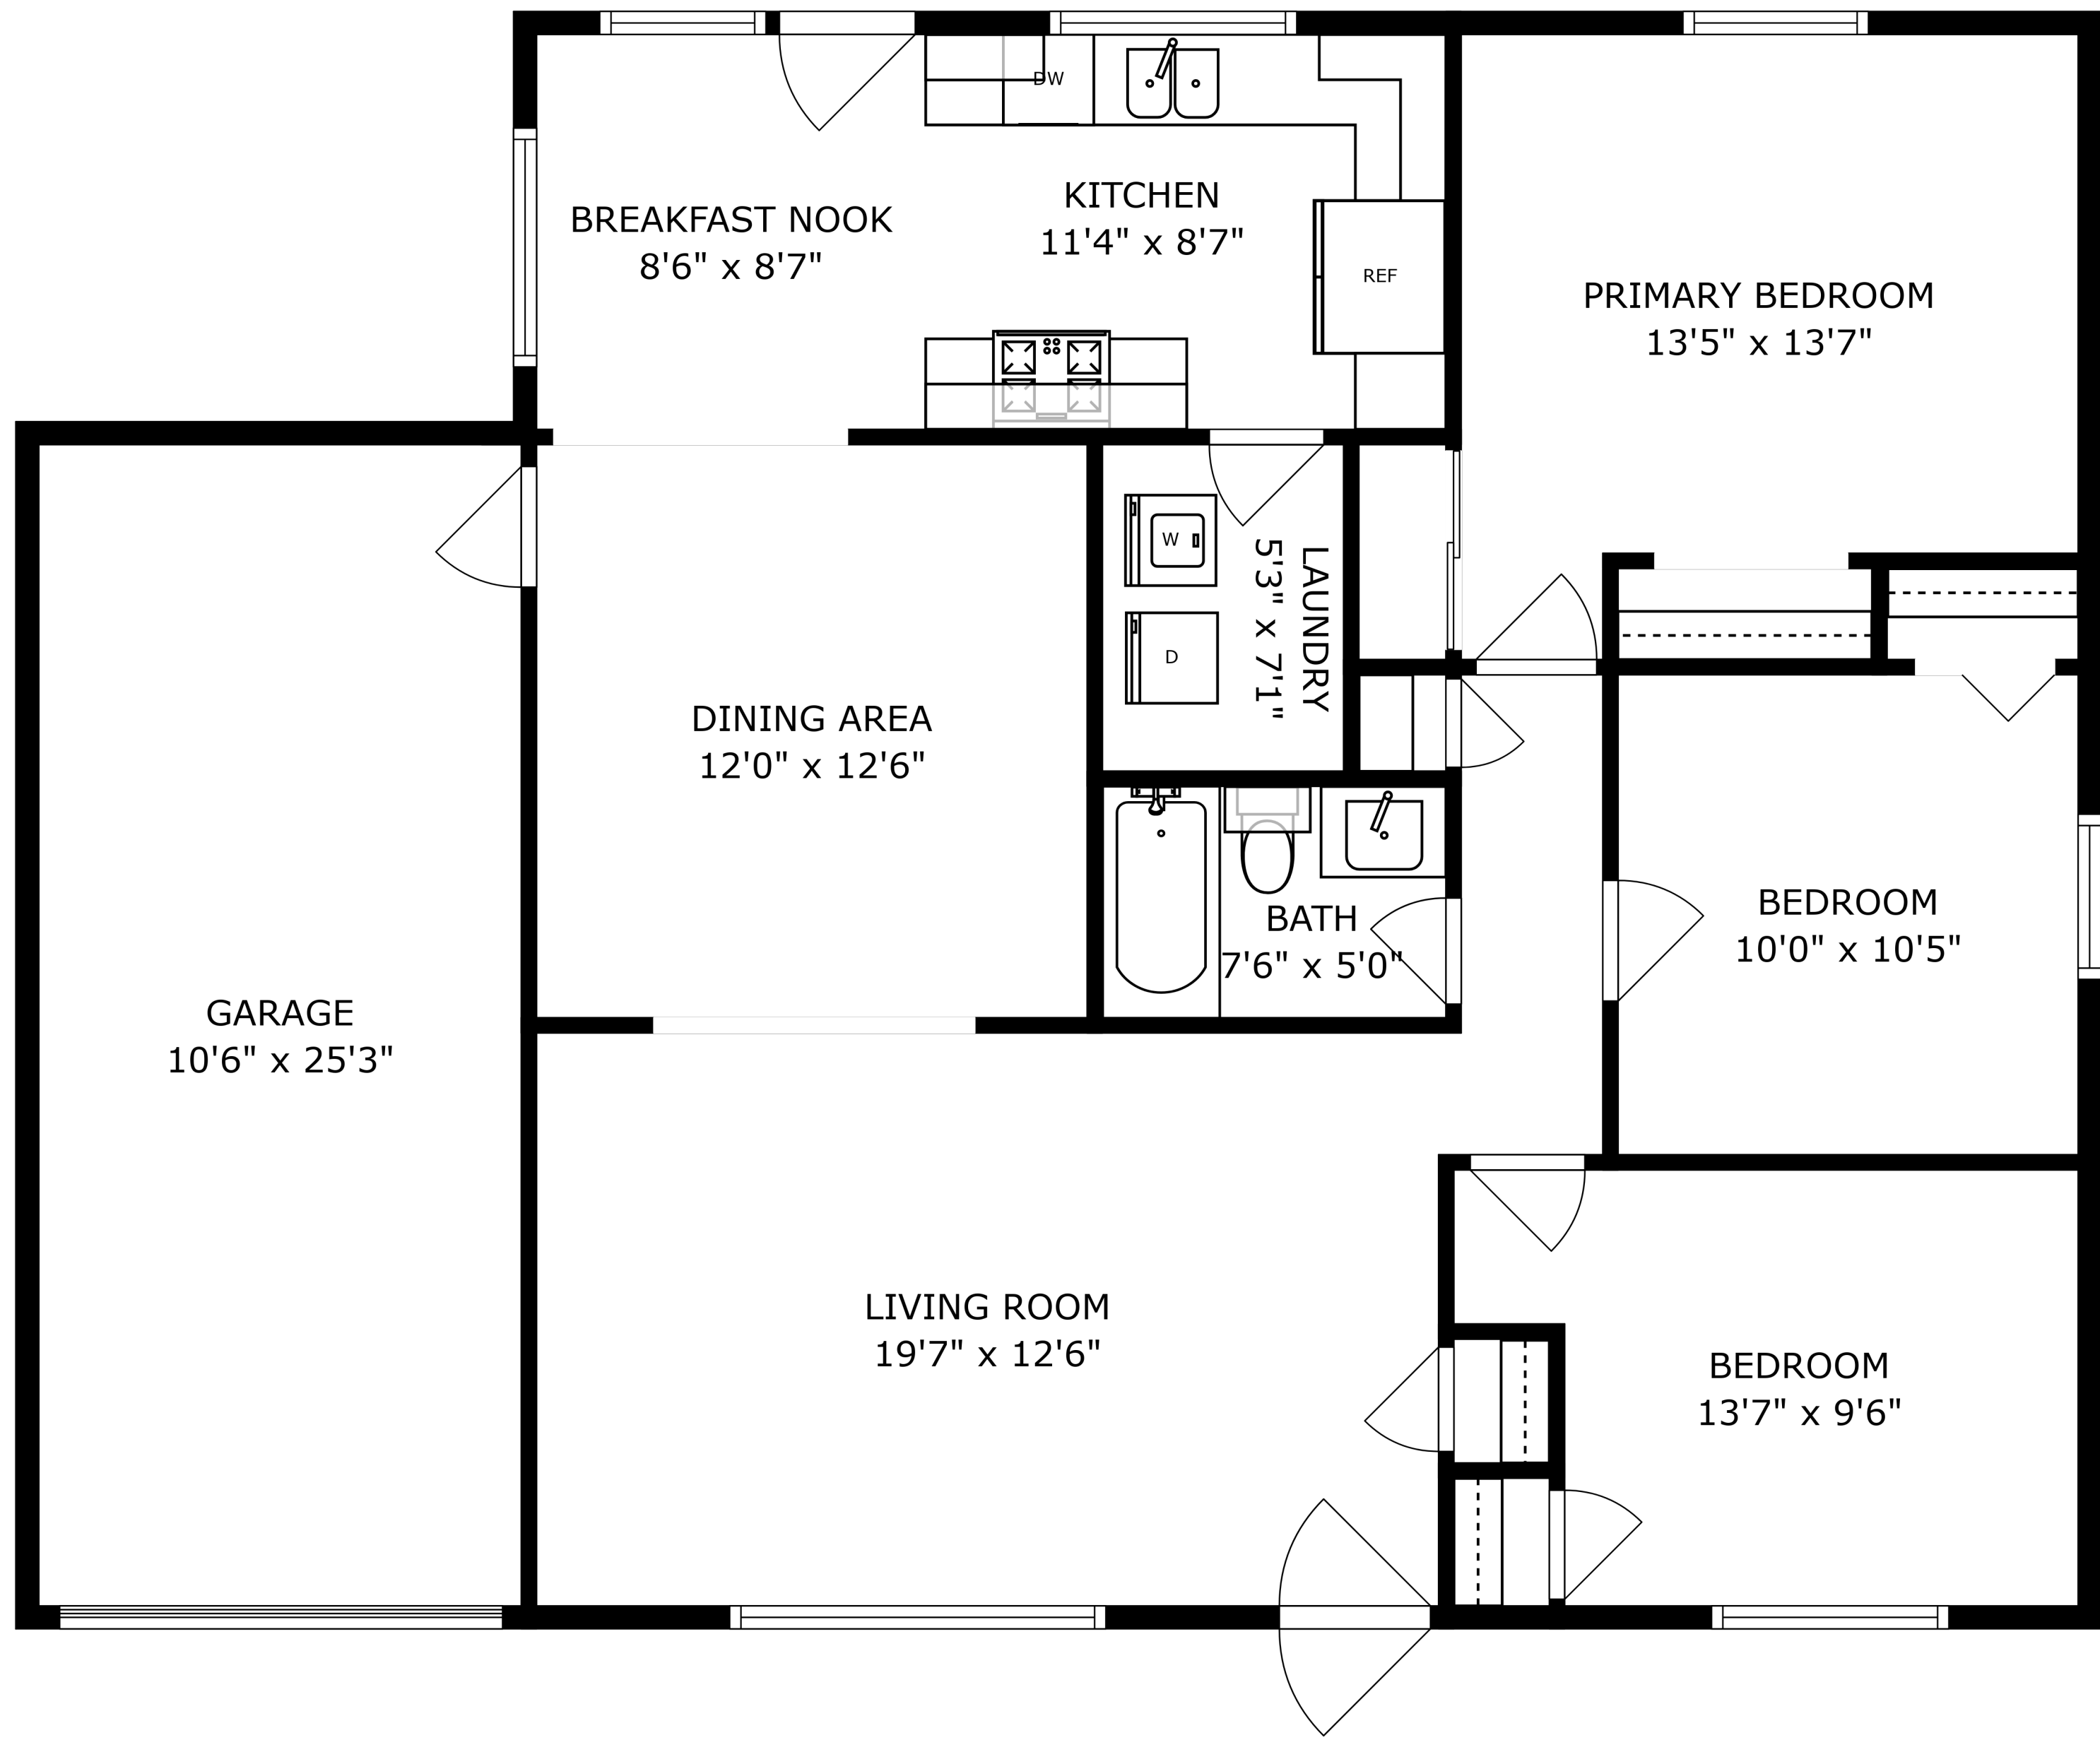 DW
KITCHEN
11'4" x 8'7"
BREAKFAST NOOK
8'6" x 8'7"
REF
PRIMARY BEDROOM
13'5" x 13'7"
W
D
LAUNDRY
5'3" x 7'1"
DINING AREA
12'0" x 12'6"
BATH
7'6" x 5'0"
BEDROOM
10'0" x 10'5"
GARAGE
10'6" x 25'3"
LIVING ROOM
19'7" x 12'6"
BEDROOM
13'7" x 9'6"